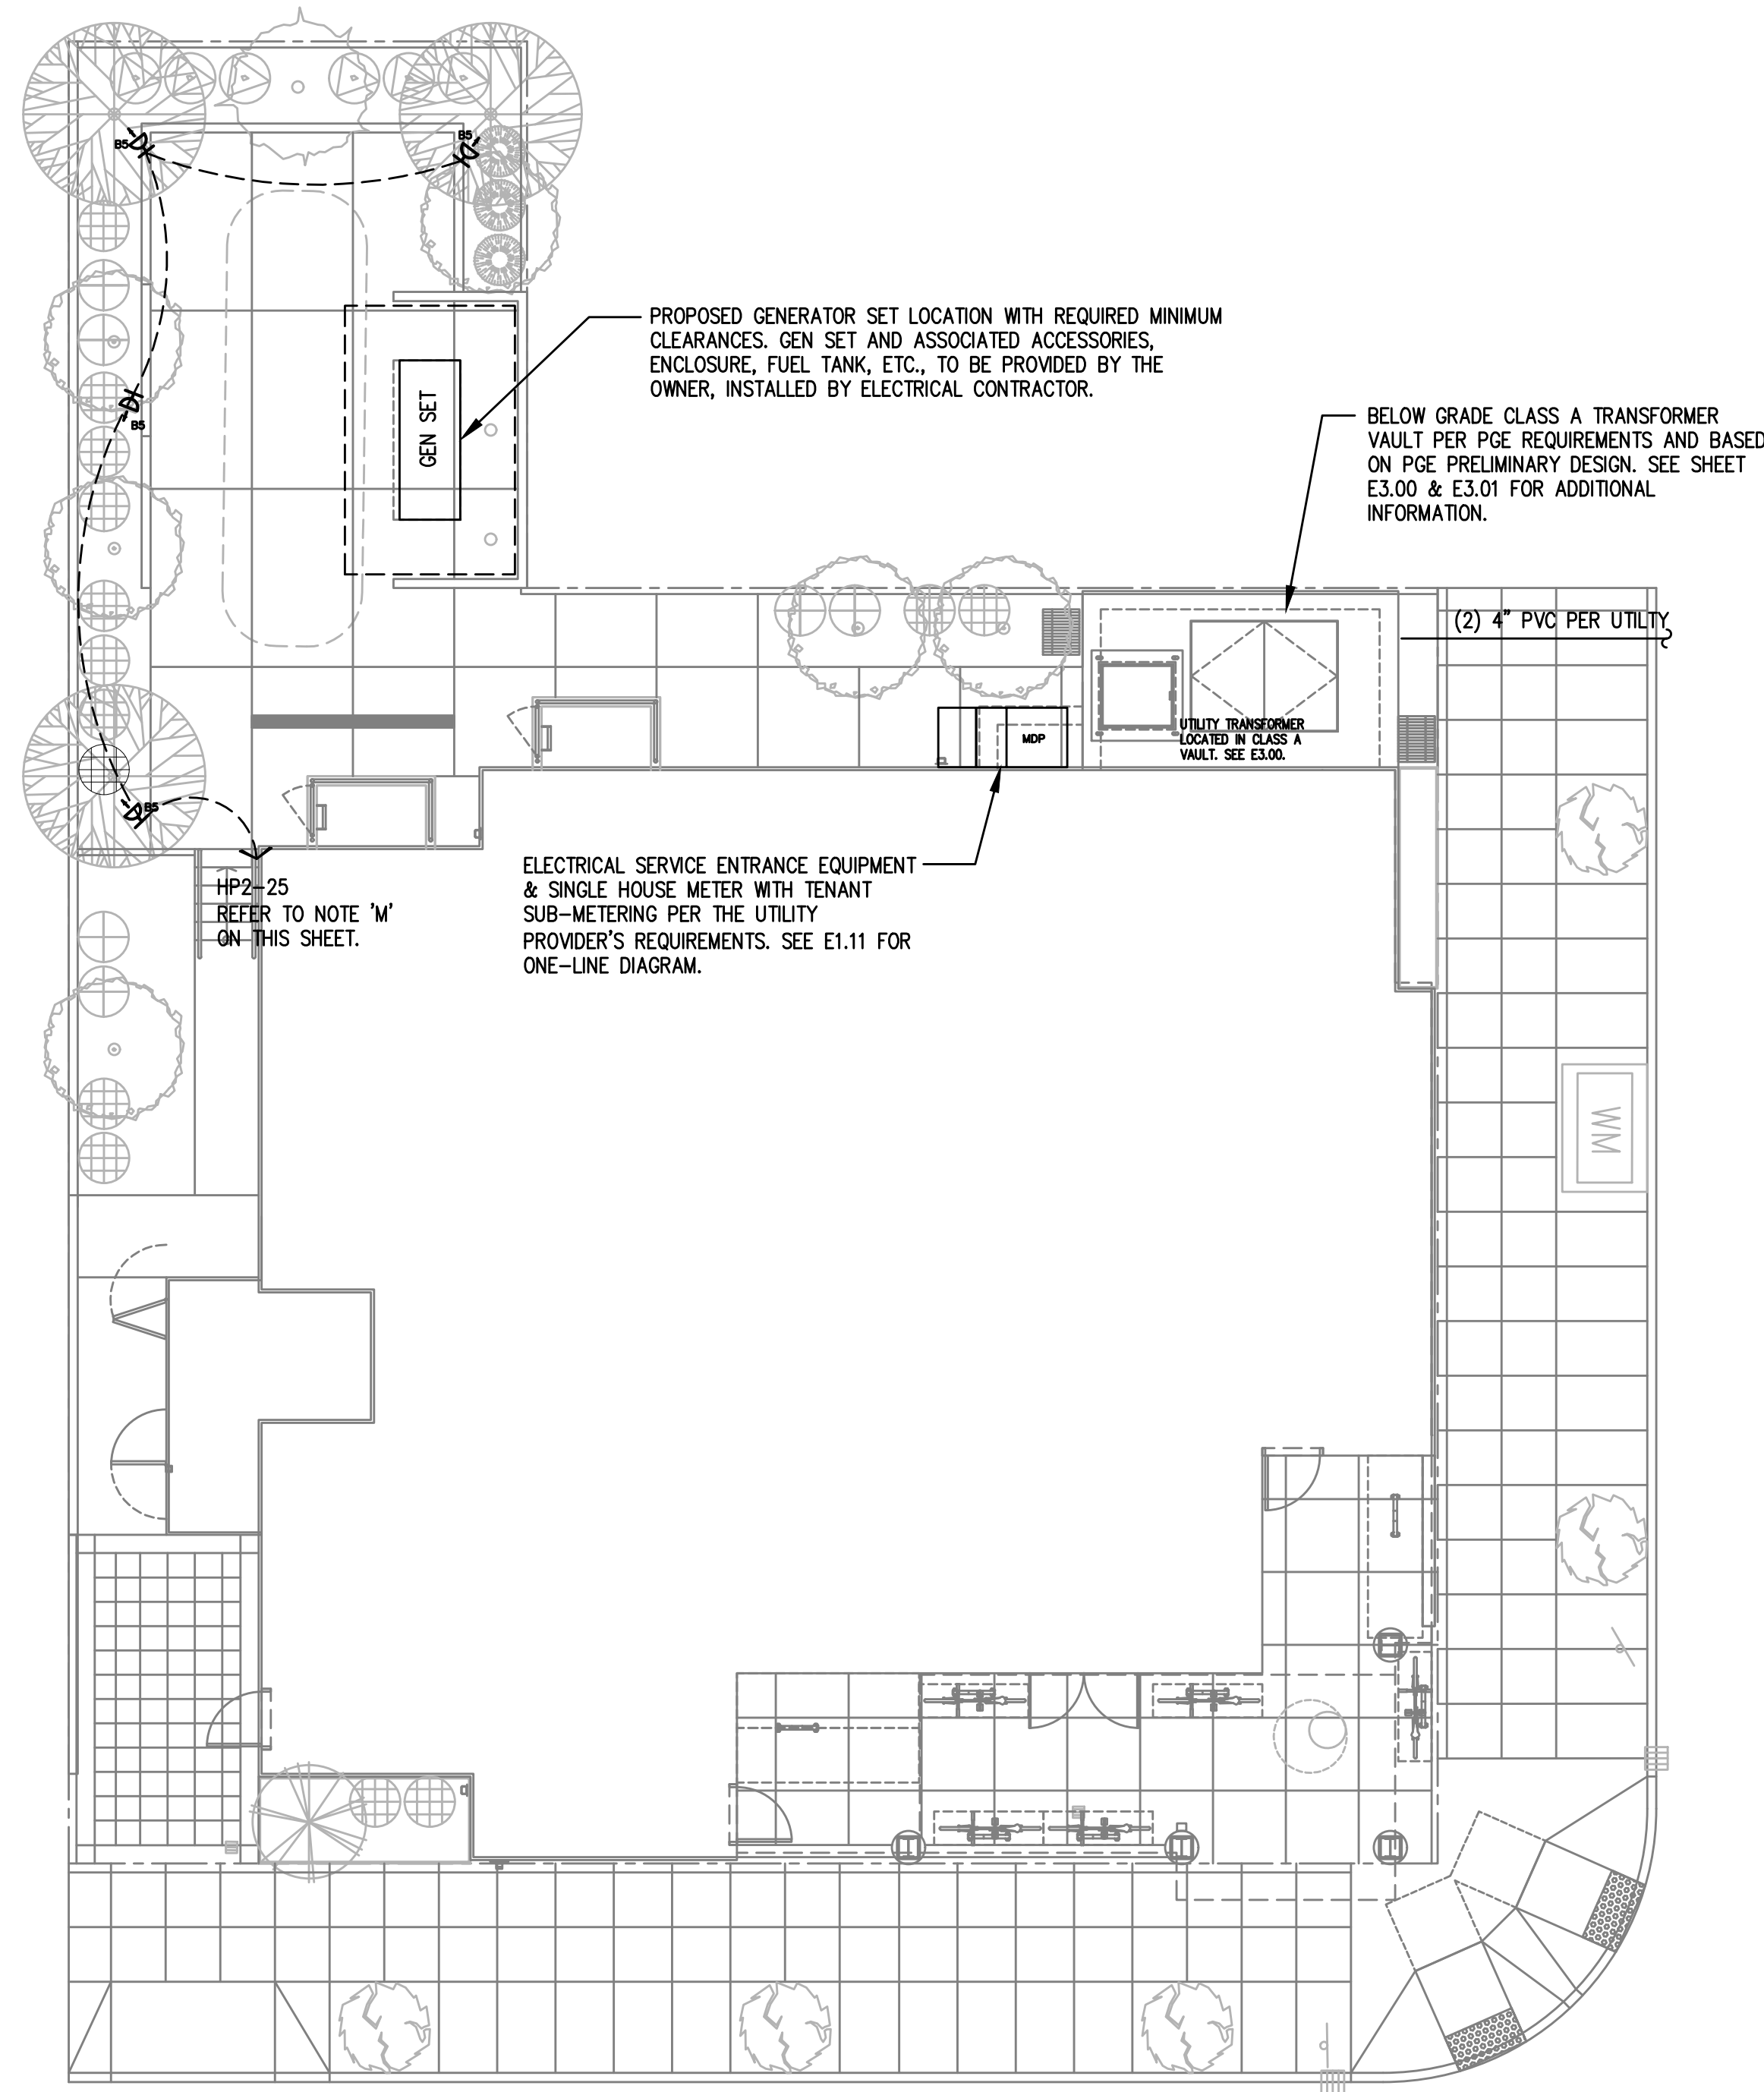 B5
B5
PROPOSED GENERATOR SET LOCATION WITH REQUIRED MINIMUM
CLEARANCES. GEN SET AND ASSOCIATED ACCESSORIES,
ENCLOSURE, FUEL TANK, ETC., TO BE PROVIDED BY THE
OWNER, INSTALLED BY ELECTRICAL CONTRACTOR.
GEN SET
B5
BELOW GRADE CLASS A TRANSFORMER
VAULT PER PGE REQUIREMENTS AND BASED
ON PGE PRELIMINARY DESIGN. SEE SHEET
E3.00 & E3.01 FOR ADDITIONAL
INFORMATION.
(2) 4" PVC PER UTILTY
UTILITY TRANSFORMER
LOCATED IN CLASS A
VAULT. SEE E3.00.
MDP
B5
HP2-25
REFER TO NOTE 'M'
ON THIS SHEET.
ELECTRICAL SERVICE ENTRANCE EQUIPMENT
& SINGLE HOUSE METER WITH TENANT
SUB-METERING PER THE UTILITY
PROVIDER'S REQUIREMENTS. SEE E1.11 FOR
ONE-LINE DIAGRAM.
WM